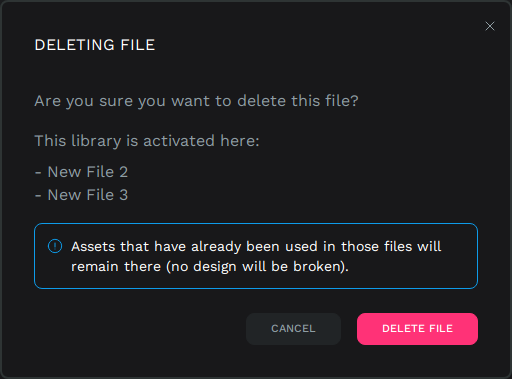 DELETING FILE
Are you sure you want to delete this file?
This library is activated here:
- New File 2
- New File 3
Assets that have already been used in those files will
remain there (no design will be broken).
CANCEL
DELETE FILE